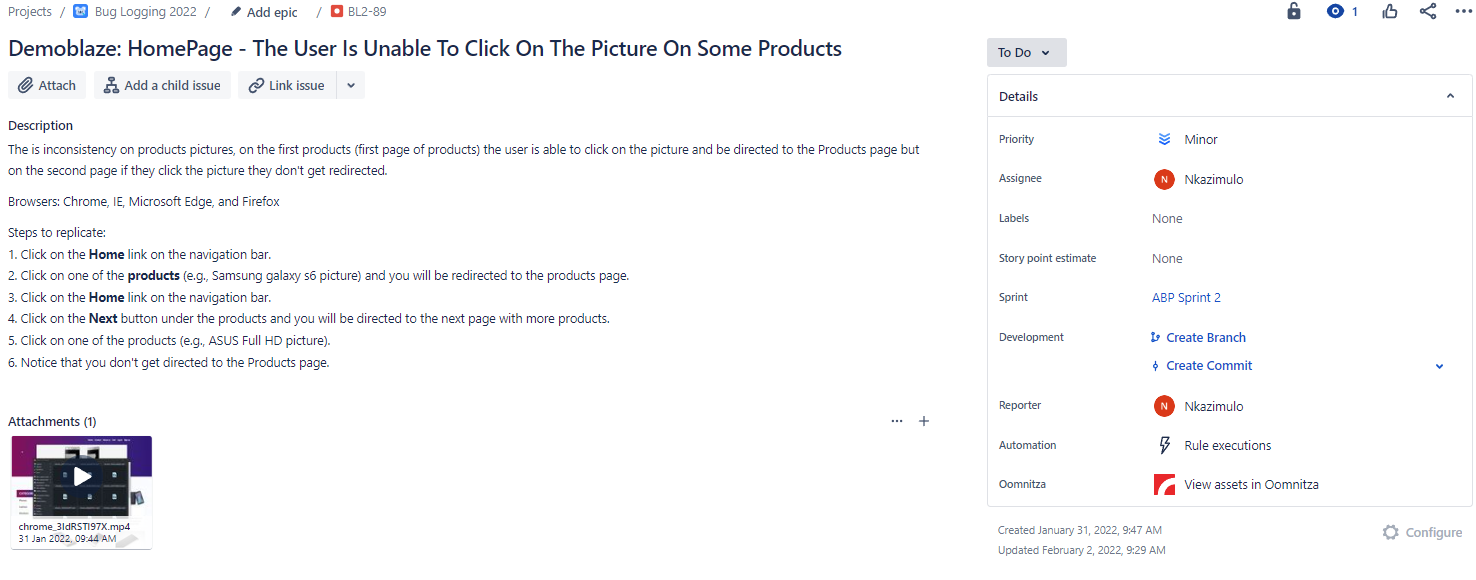 Projects / Bug Logging 2022 / Add epic / BL2-89
1
Demoblaze: HomePage - The User Is Unable To Click On The Picture On Some Products
Attach Add a child issue Link issue
Description
The is inconsistency on products pictures, on the first products (first page of products) the user is able to click on the picture and be directed to the Products page but
on the second page if they click the picture they don't get redirected.
Browsers: Chrome, IE, Microsoft Edge, and Firefox
Steps to replicate:
1. Click on the Home link on the navigation bar.
2. Click on one of the products (e.g., Samsung galaxy s6 picture) and you will be redirected to the products page.
3. Click on the Home link on the navigation bar.
4. Click on the Next button under the products and you will be directed to the next page with more products.
5. Click on one of the products (e.g., ASUS Full HD picture).
6. Notice that you don't get directed to the Products page.
Attachments (1)
chrome_3IdRSTI97X.mp4
31 Jan 2022, 09:44 AM
To Do
Details
Priority Minor
Assignee N Nkazimulo
Labels None
Story point estimate None
Sprint ABP Sprint 2
Development Create Branch
Create Commit
Reporter N Nkazimulo
Automation Rule executions
Oomnitza View assets in Oomnitza
Created January 31, 2022, 9:47 AM
Configure
Updated February 2, 2022, 9:29 AM